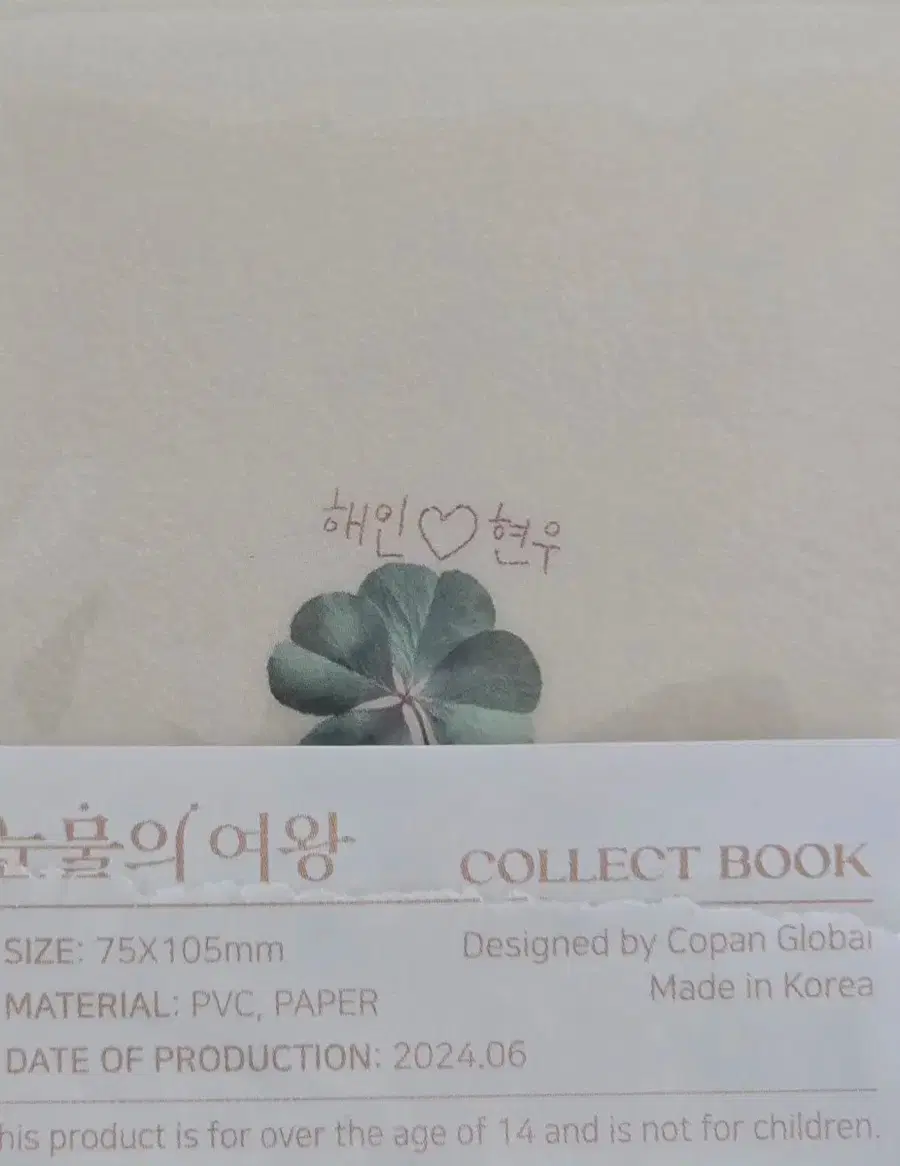 해인♡현우
눈물의 여왕 COLLECT BOOK
SIZE: 75X105mm
Designed by Copan Global
MATERIAL: PVC, PAPER
Made in Korea
DATE OF PRODUCTION: 2024.06
his product is for over the age of 14 and is not for children.